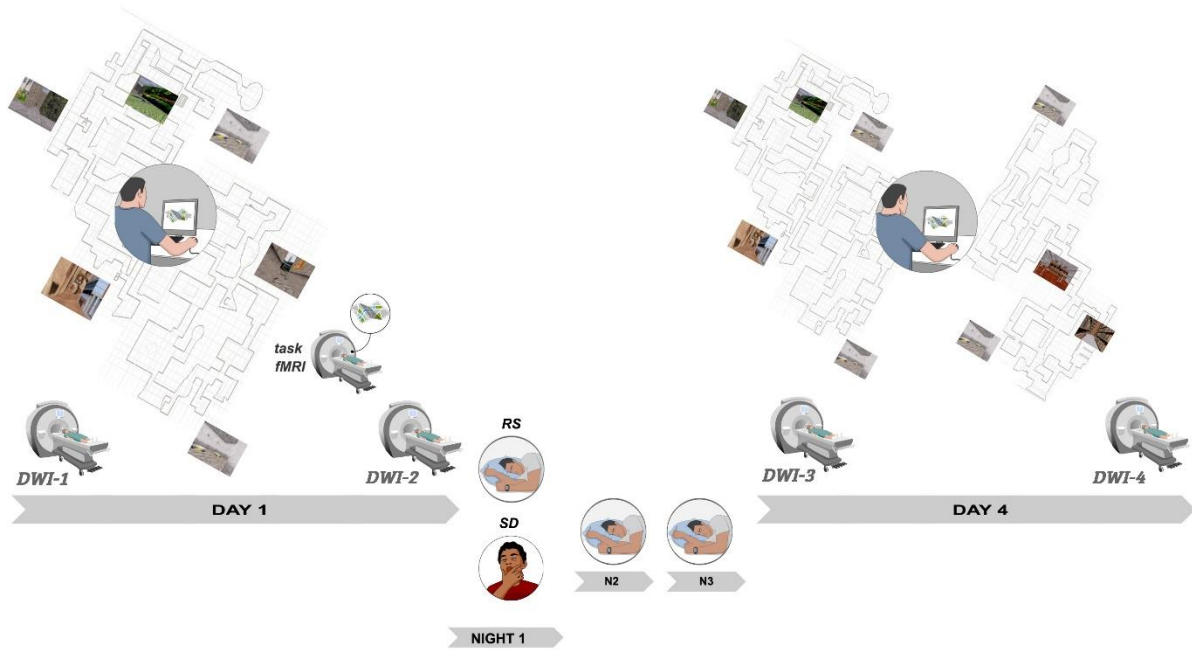 task
fMRI
DWI-1
DWI-2
DAY 1
RS
SD
NIGHT 1
N2
N3
DWI-3
DWI-4
DAY 4